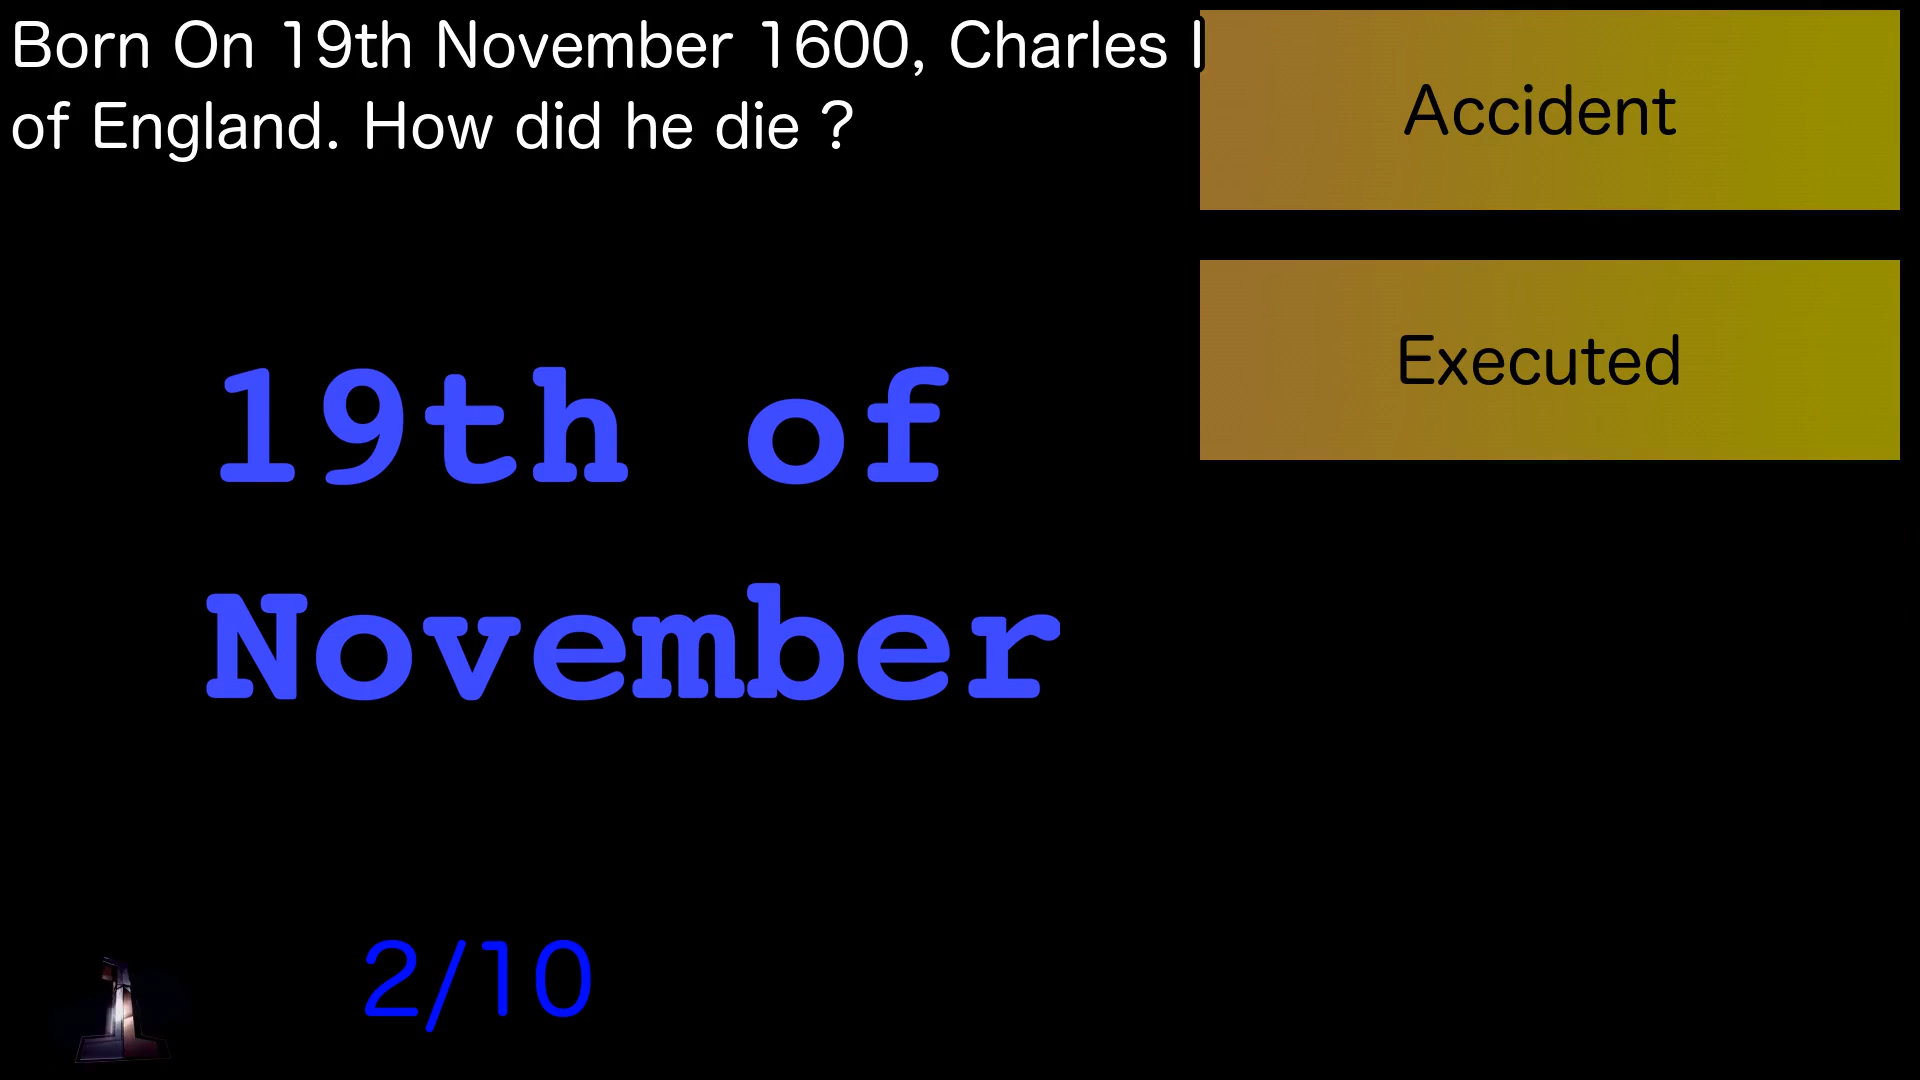 Born On 19th November 1600, Charles I
of England. How did he die ?
Accident
Executed
19th of
November
2/10